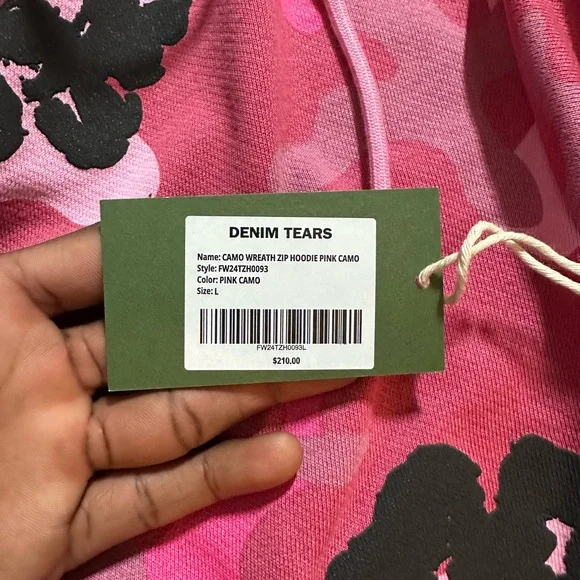 DENIM TEARS
Name: CAMO WREATH ZIP HOODIE PINK CAMO
Style: FW24TZH0093
Color: PINK CAMO
Size: L
FW24TZH0093L
$210.00